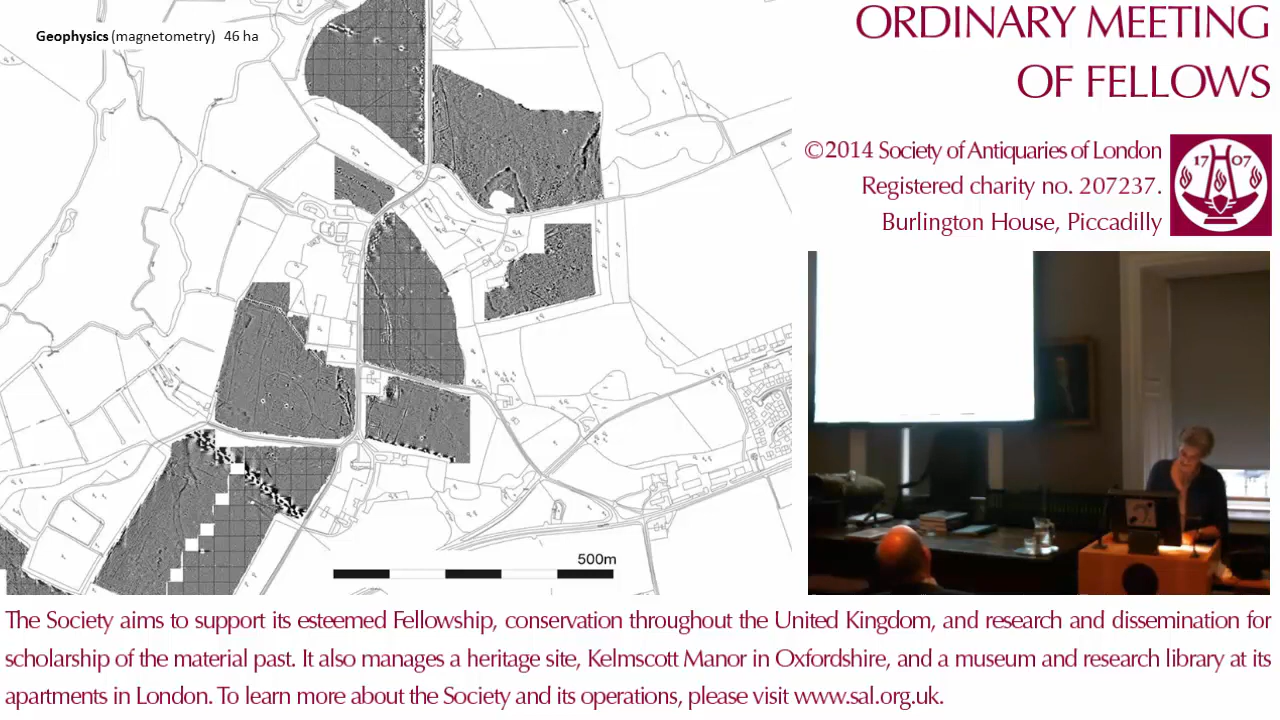 Geophysics (magnetometry) 46 ha
500m
ORDINARY MEETING
OF FELLOWS
©2014 Society of Antiquaries of London
Registered charity no. 207237.
Burlington House, Piccadilly
17 07
The Society aims to support its esteemed Fellowship, conservation throughout the United Kingdom, and research and dissemination for
scholarship of the material past. It also manages a heritage site, Kelmscott Manor in Oxfordshire, and a museum and research library at its
apartments in London. To learn more about the Society and its operations, please visit www.sal.org.uk.